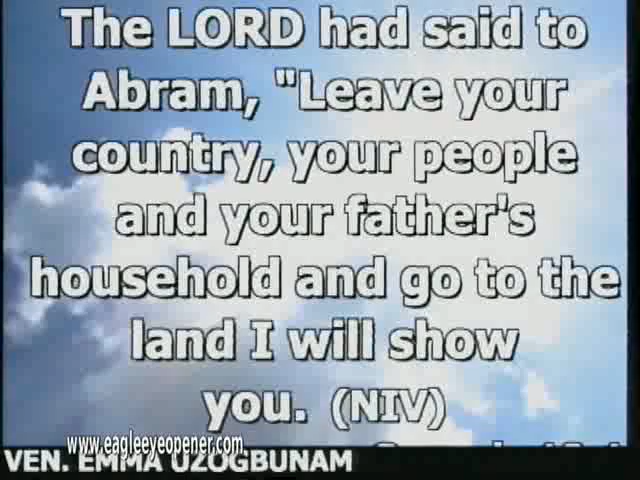 The LORD had said to
Abram, "Leave your
country, your people
and your father's
household and go to the
land I will show
you. (NIV)
www.eagleeyeopener.com
VEN. EMMA UZOGBUNAM